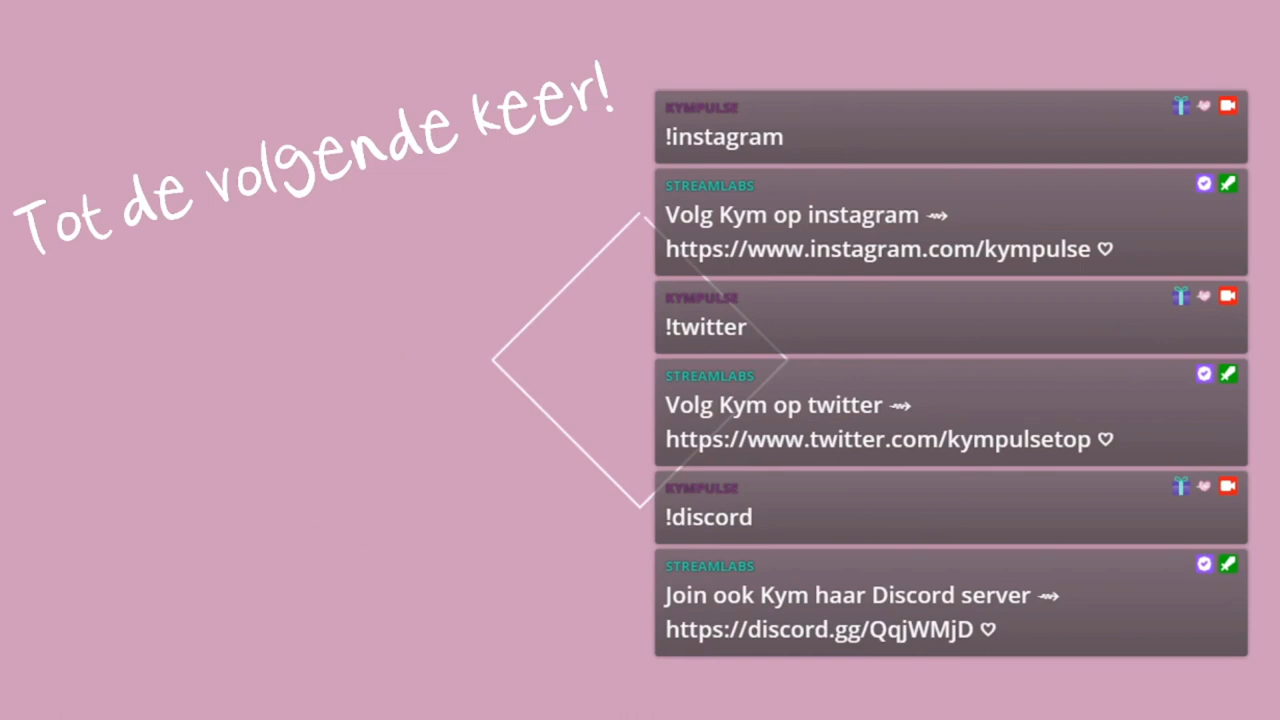 Tot de volgende keer!
KYMPULSE
!instagram
STREAMLABS
Volg Kym op instagram ⇝
https://www.instagram.com/kympulse ♡
KYMPULSE
!twitter
STREAMLABS
Volg Kym op twitter ⇝
https://www.twitter.com/kympulsetop ♡
KYMPULSE
!discord
STREAMLABS
Join ook Kym haar Discord server ⇝
https://discord.gg/QqjWMjD ♡